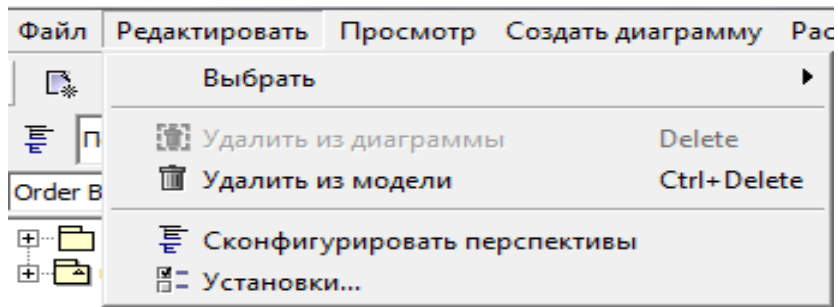 Файл Редактировать Просмотр Создать диаграмму Рас
Выбрать
П
Удалить из диаграммы Delete
Order B
Удалить из модели Ctrl+Delete
Сконфигурировать перспективы
Установки...